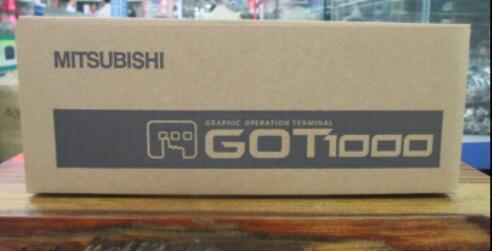 MITSUBISHI
GRAPHIC OPERATION TERMINAL
GOT1000